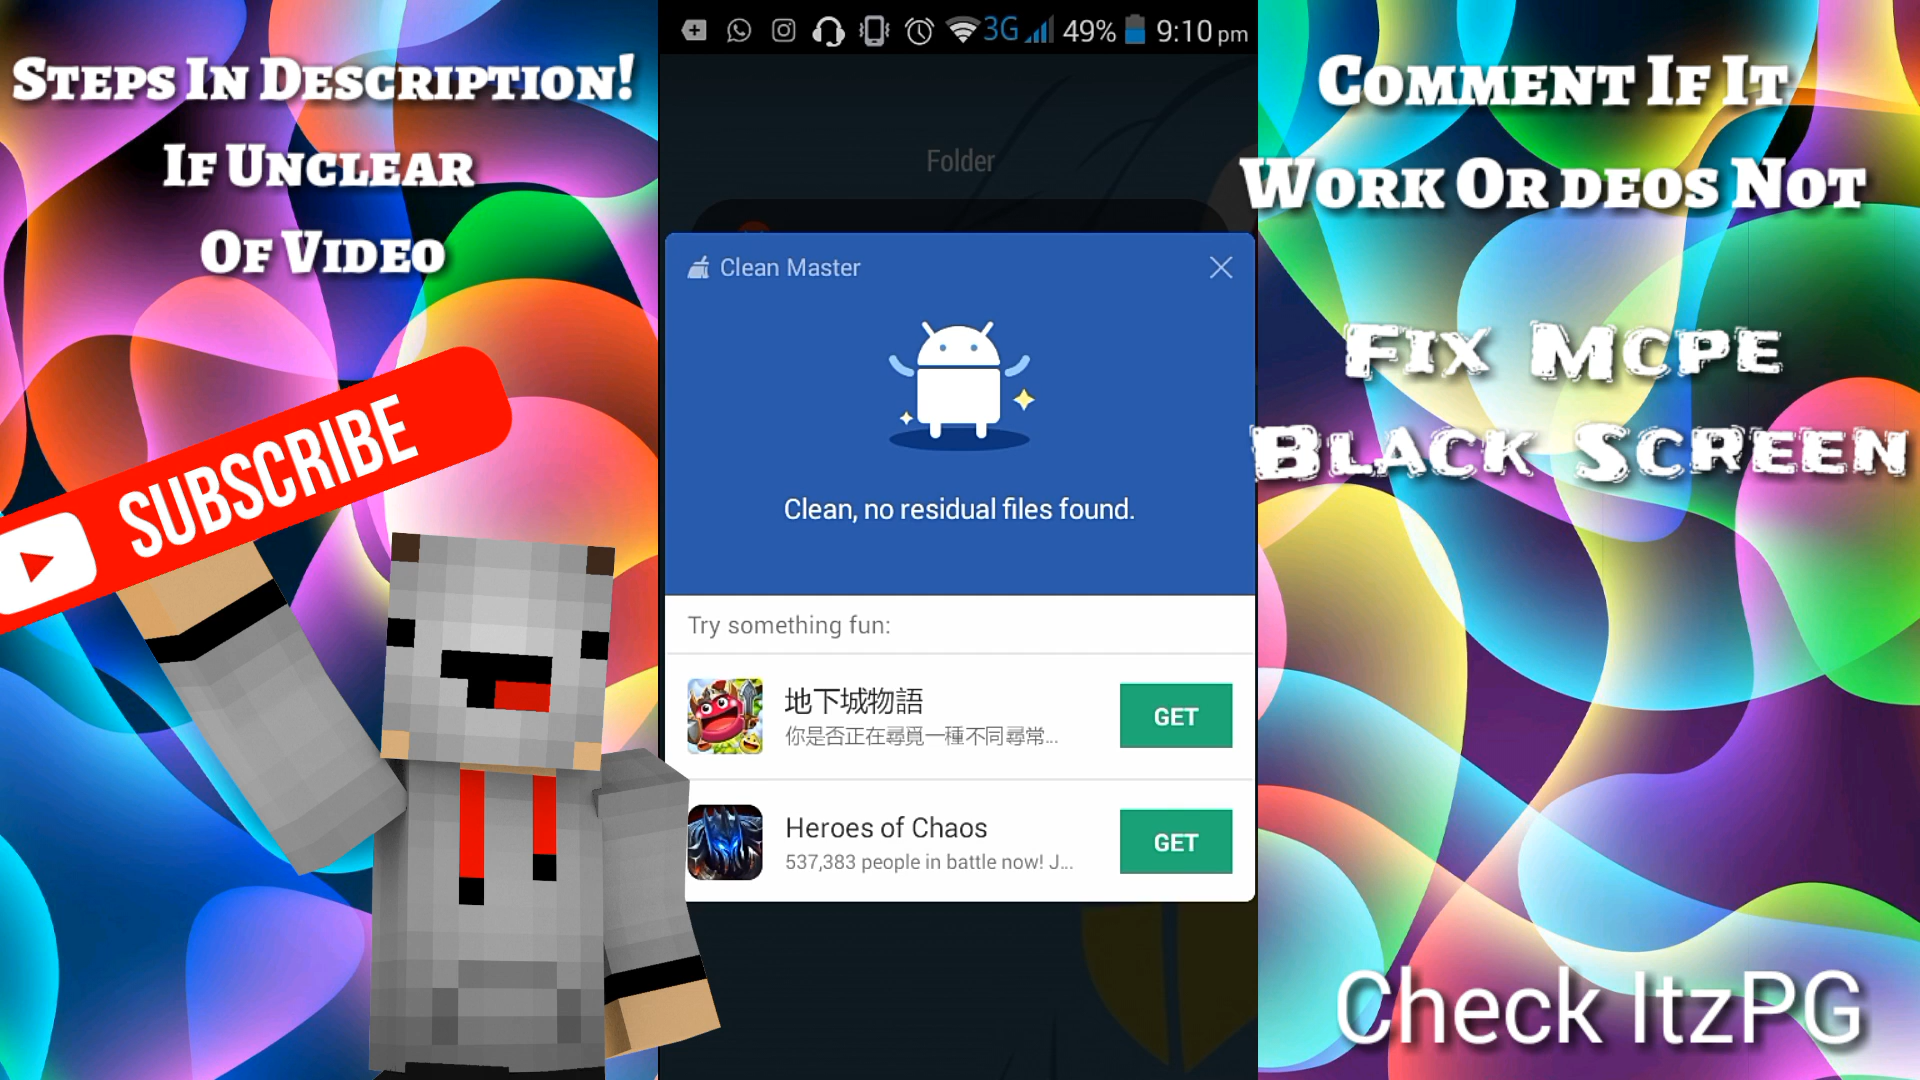 Steps In Description!
If Unclear
Of Video
SUBSCRIBE
3G 49% 9:10 pm
Folder
Clean Master
Clean, no residual files found.
Try something fun:
地下城物語
你是否正在尋覓一種不同尋常...
GET
Heroes of Chaos
537,383 people in battle now! J...
GET
Comment If It
Work Or deos Not
Fix Mcpe
Black Screen
Check ItzPG